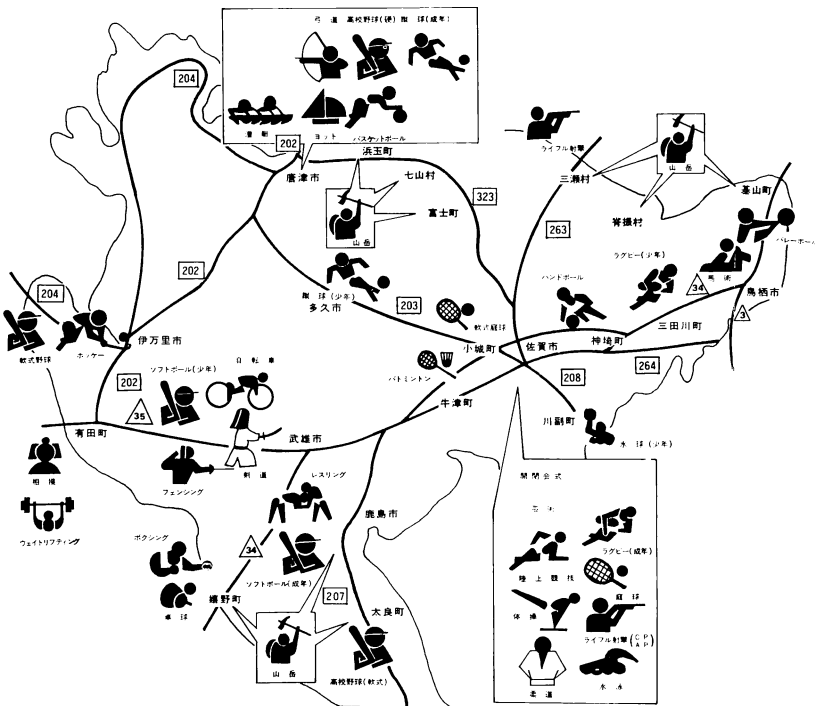 弓道 高校野球(硬) 蹴球(成年)
漕艇 ヨット バスケットボール
204
202
浜玉町
唐津市
七山村
富士町
山岳
323
ライフル射撃
三瀬村
山岳
基山町
脊振村
263
バレーボール
ラグビー(少年)
馬術
34
鳥栖市
3
ハンドボール
202
蹴球(少年)
多久市
203
軟式庭球
三田川町
神埼町
佐賀市
小城町
204
軟式野球
ホッケー
伊万里市
264
208
バトミントン
牛津町
川副町
水球(少年)
自転車
ソフトボール(少年)
202
35
有田町
武雄市
相撲
フェンシング
剣道
ウェイトリフティング
レスリング
鹿島市
ボクシング
34
ソフトボール(成年)
卓球
嬉野町
207
太良町
山岳
高校野球(軟式)
開閉会式
ラグビー(成年)
陸上競技
庭球
体操
ライフル射撃(CP AP)
柔道
水泳